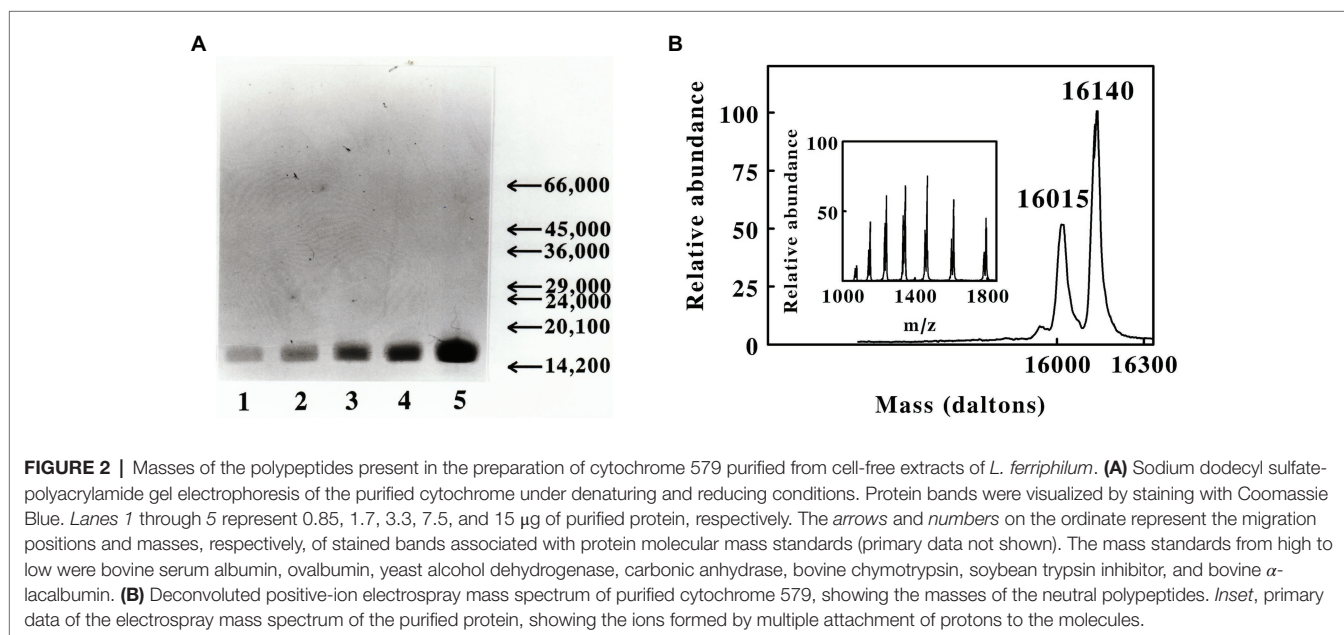 A
66,000
45,000
36,000
29,000
24,000
20,100
14,200
1 2 3 4 5
B
Relative abundance
100
75
50
25
0
16140
16015
Relative abundance
100
50
1000 1400 1800
m/z
16000 16300
Mass (daltons)
FIGURE 2 | Masses of the polypeptides present in the preparation of cytochrome 579 purified from cell-free extracts of L. ferriphilum. (A) Sodium dodecyl sulfate-
polyacrylamide gel electrophoresis of the purified cytochrome under denaturing and reducing conditions. Protein bands were visualized by staining with Coomassie
Blue. Lanes 1 through 5 represent 0.85, 1.7, 3.3, 7.5, and 15 μg of purified protein, respectively. The arrows and numbers on the ordinate represent the migration
positions and masses, respectively, of stained bands associated with protein molecular mass standards (primary data not shown). The mass standards from high to
low were bovine serum albumin, ovalbumin, yeast alcohol dehydrogenase, carbonic anhydrase, bovine chymotrypsin, soybean trypsin inhibitor, and bovine α-
lacalbumin. (B) Deconvoluted positive-ion electrospray mass spectrum of purified cytochrome 579, showing the masses of the neutral polypeptides. Inset, primary
data of the electrospray mass spectrum of the purified protein, showing the ions formed by multiple attachment of protons to the molecules.